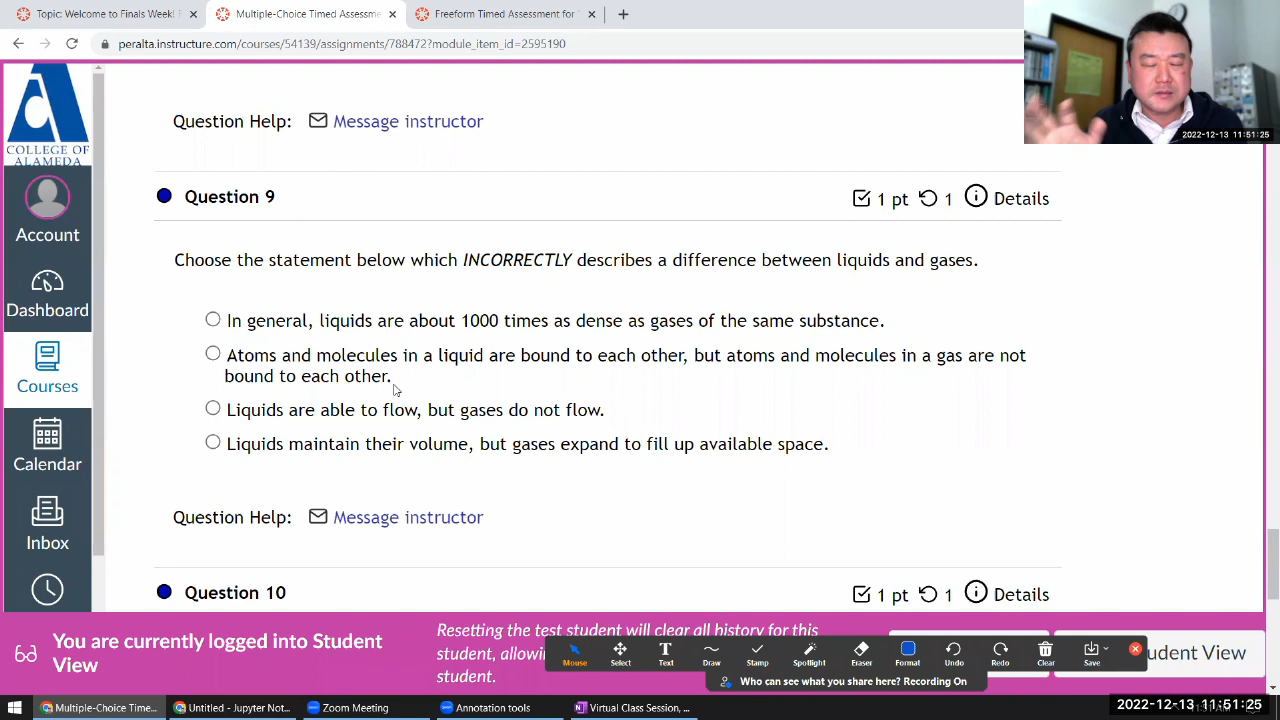 Topic: Welcome to Finals Week! F
Multiple-Choice Timed Assessme
Freeform Timed Assessment for
peralta.instructure.com/courses/54139/assignments/788472?module_item_id=2595190
2022-12-13 11:51:25
COLLEGE OF
ALAMEDA
Account
Dashboard
Courses
Calendar
Inbox
Question Help: Message instructor
Question 9
1 pt 1 Details
Choose the statement below which INCORRECTLY describes a difference between liquids and gases.
In general, liquids are about 1000 times as dense as gases of the same substance.
Atoms and molecules in a liquid are bound to each other, but atoms and molecules in a gas are not
bound to each other.
Liquids are able to flow, but gases do not flow.
Liquids maintain their volume, but gases expand to fill up available space.
Question Help: Message instructor
Question 10
1 pt 1 Details
You are currently logged into Student
View
Resetting the test student will clear all history for this
student, allowi
student.
udent View
Mouse
Select
Text
Draw
Stamp
Spotlight
Eraser
Format
Undo
Redo
Clear
Save
Who can see what you share here? Recording On
Multiple-Choice Time...
Untitled - Jupyter Not...
Zoom Meeting
Annotation tools
Virtual Class Session, ...
2022-12-13 11:51:25